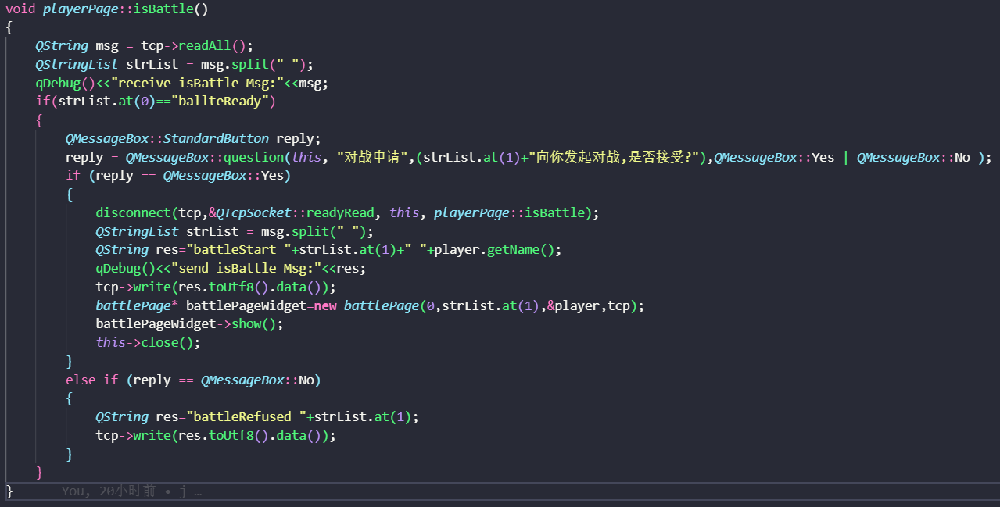 void playerPage::isBattle()
{
    QString msg = tcp->readAll();
    QStringList strList = msg.split(" ");
    qDebug()<<"receive isBattle Msg:"<<msg;
    if(strList.at(0)=="ballteReady")
    {
        QMessageBox::StandardButton reply;
        reply = QMessageBox::question(this, "对战申请",(strList.at(1)+"向你发起对战,是否接受?"),QMessageBox::Yes | QMessageBox::No );
        if (reply == QMessageBox::Yes)
        {
            disconnect(tcp,&QTcpSocket::readyRead, this, playerPage::isBattle);
            QStringList strList = msg.split(" ");
            QString res="battleStart "+strList.at(1)+" "+player.getName();
            qDebug()<<"send isBattle Msg:"<<res;
            tcp->write(res.toUtf8().data());
            battlePage* battlePageWidget=new battlePage(0,strList.at(1),&player,tcp);
            battlePageWidget->show();
            this->close();
        }
        else if (reply == QMessageBox::No)
        {
            QString res="battleRefused "+strList.at(1);
            tcp->write(res.toUtf8().data());
        }
    }
}    You, 20小时前 • j …